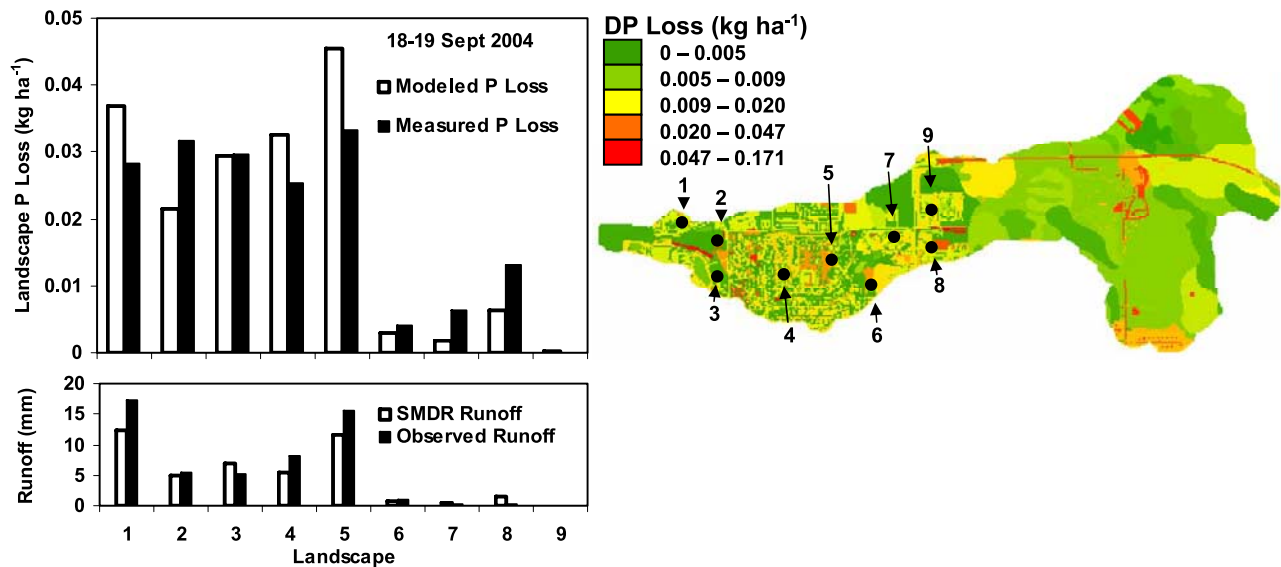 0.05
0.04
0.03
0.02
0.01
0
Landscape P Loss (kg ha⁻¹)
18-19 Sept 2004
Modeled P Loss
Measured P Loss
20
15
10
5
0
Runoff (mm)
SMDR Runoff
Observed Runoff
1 2 3 4 5 6 7 8 9
Landscape
DP Loss (kg ha⁻¹)
0 – 0.005
0.005 – 0.009
0.009 – 0.020
0.020 – 0.047
0.047 – 0.171
1
2
3
4
5
6
7
8
9